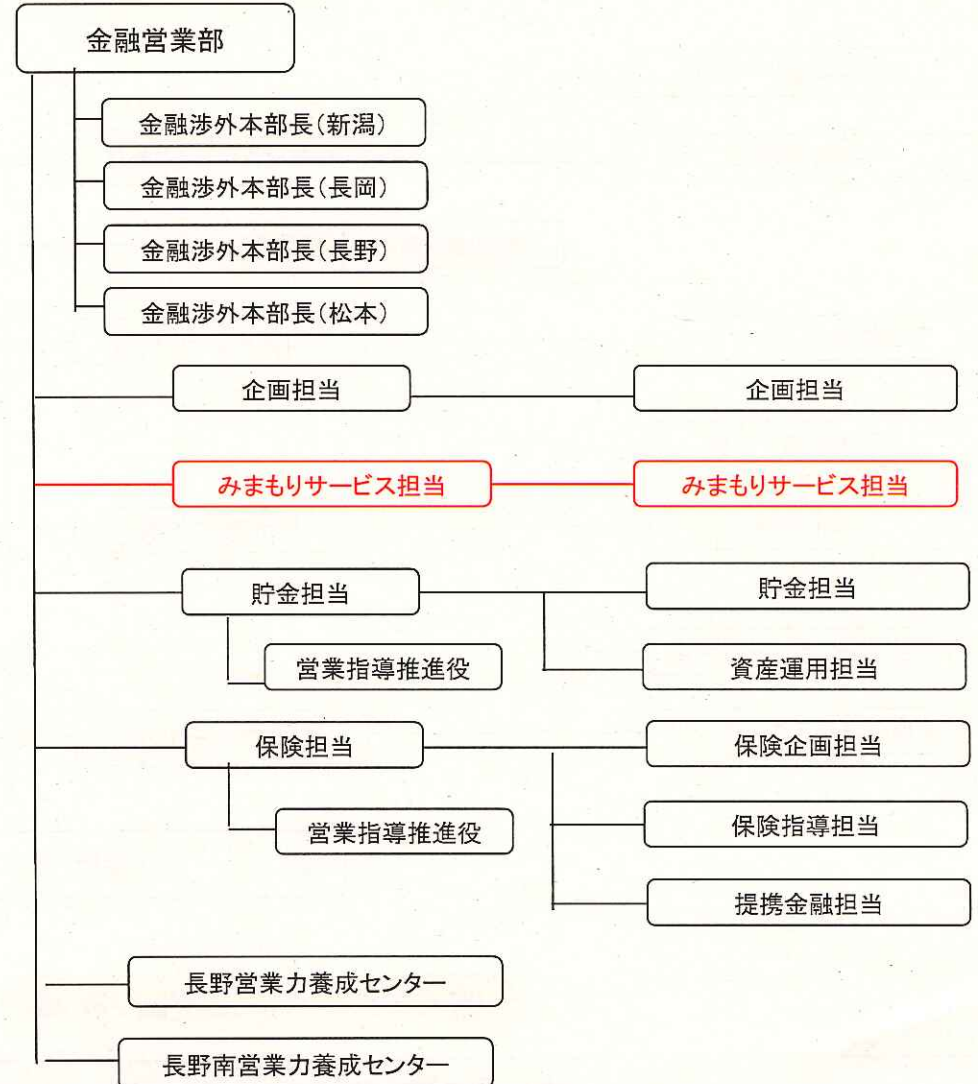 金融営業部
金融渉外本部長(新潟)
金融渉外本部長(長岡)
金融渉外本部長(長野)
金融渉外本部長(松本)
企画担当
企画担当
みまもりサービス担当
みまもりサービス担当
貯金担当
貯金担当
営業指導推進役
資産運用担当
保険担当
保険企画担当
営業指導推進役
保険指導担当
提携金融担当
長野営業力養成センター
長野南営業力養成センター